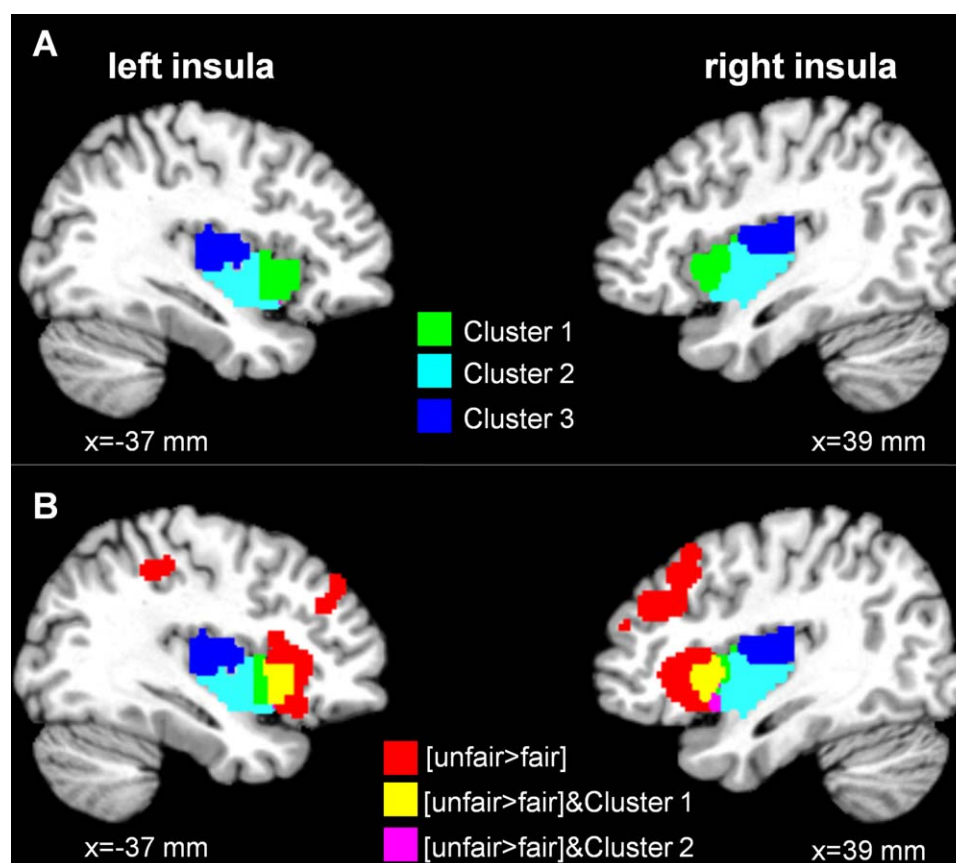 A
left insula
right insula
Cluster 1
Cluster 2
Cluster 3
x=-37 mm
x=39 mm
B
[unfair>fair]
[unfair>fair]&Cluster 1
[unfair>fair]&Cluster 2
x=-37 mm
x=39 mm